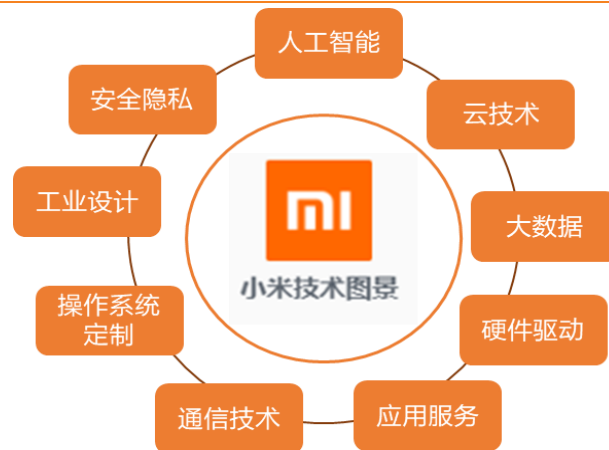 人工智能
云技术
大数据
硬件驱动
应用服务
通信技术
操作系统
定制
工业设计
安全隐私
mi
小米技术图景